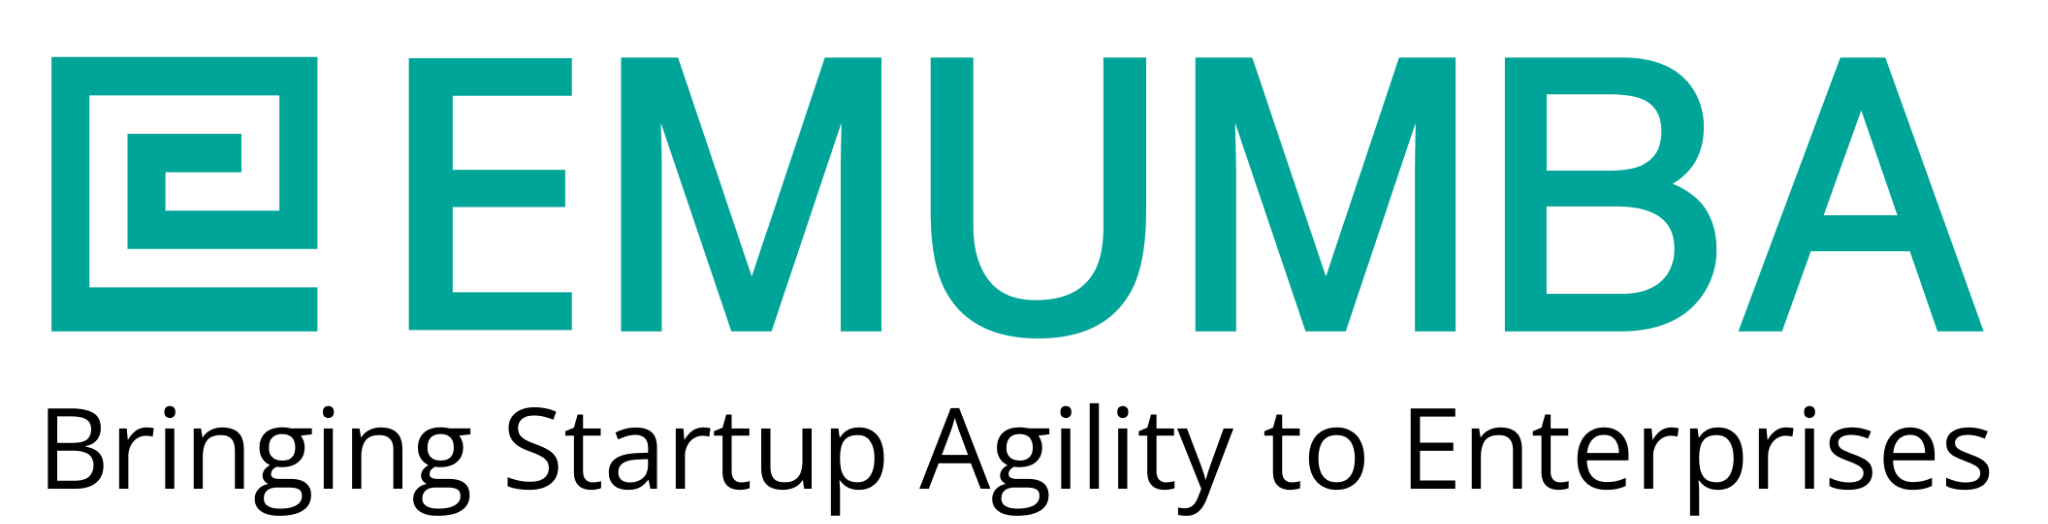 EMUMBA
Bringing Startup Agility to Enterprises